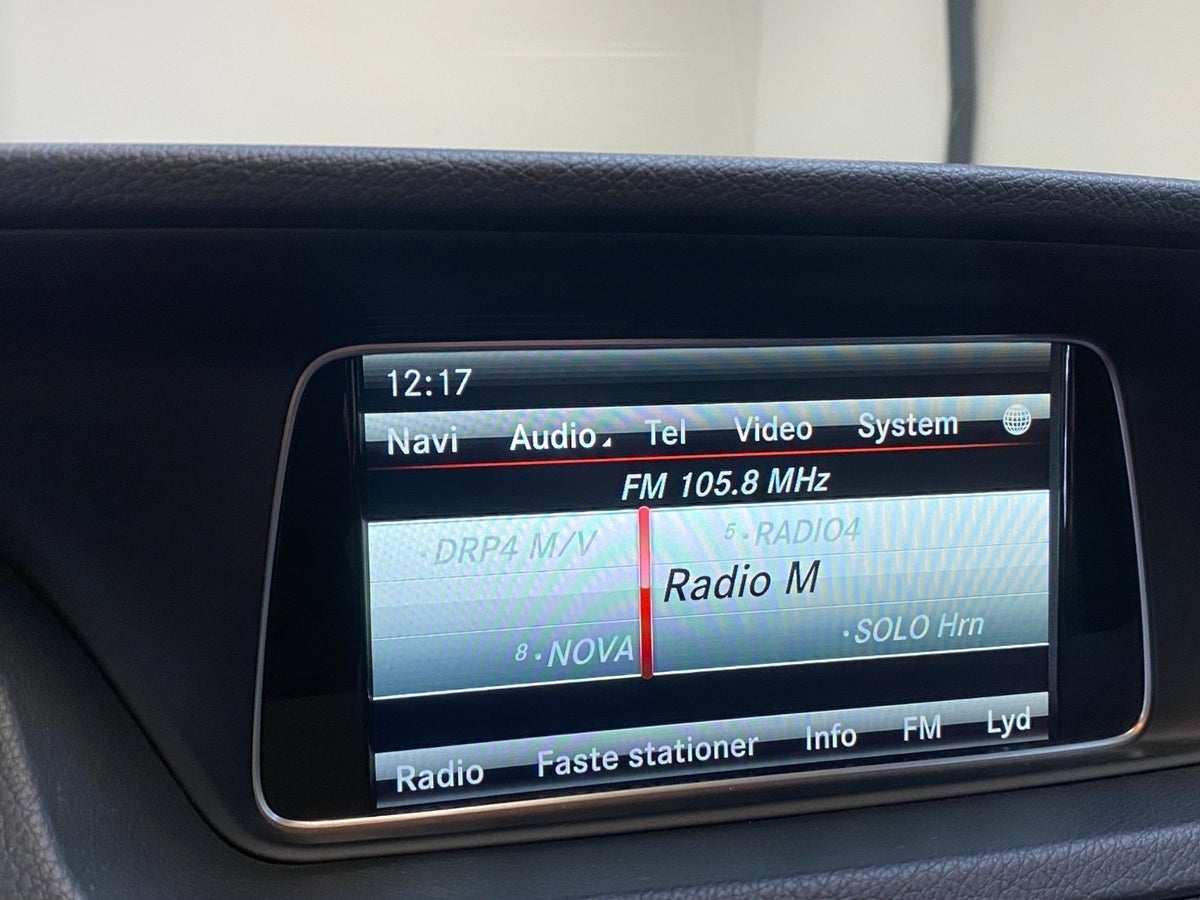 12:17
Navi Audio Tel Video System
FM 105.8 MHz
·DRP4 M/V 5·RADIO4
Radio M
8·NOVA ·SOLO Hrn
Radio Faste stationer Info FM Lyd